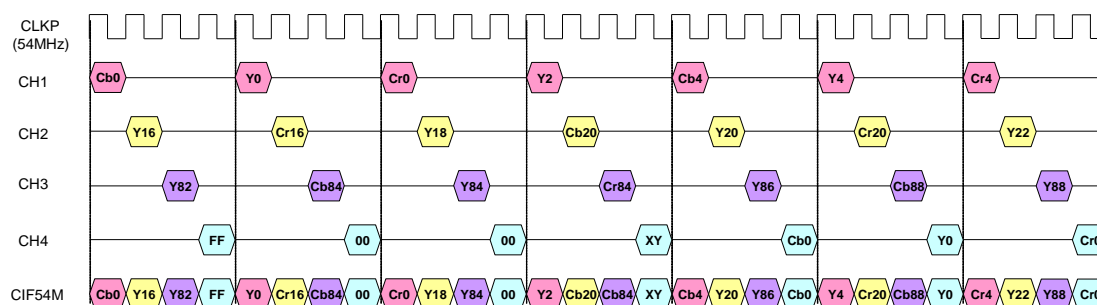 CLKP
(54MHz)
CH1 Cb0 Y0 Cr0 Y2 Cb4 Y4 Cr4
CH2 Y16 Cr16 Y18 Cb20 Y20 Cr20 Y22
CH3 Y82 Cb84 Y84 Cr84 Y86 Cb88 Y88
CH4 FF 00 00 XY Cb0 Y0 Cr0
CIF54M Cb0 Y16 Y82 FF Y0 Cr16 Cb84 00 Cr0 Y18 Y84 00 Y2 Cb20 Cb84 XY Cb4 Y20 Y86 Cb0 Y4 Cr20 Cb88 Y0 Cr4 Y22 Y88 Cr0